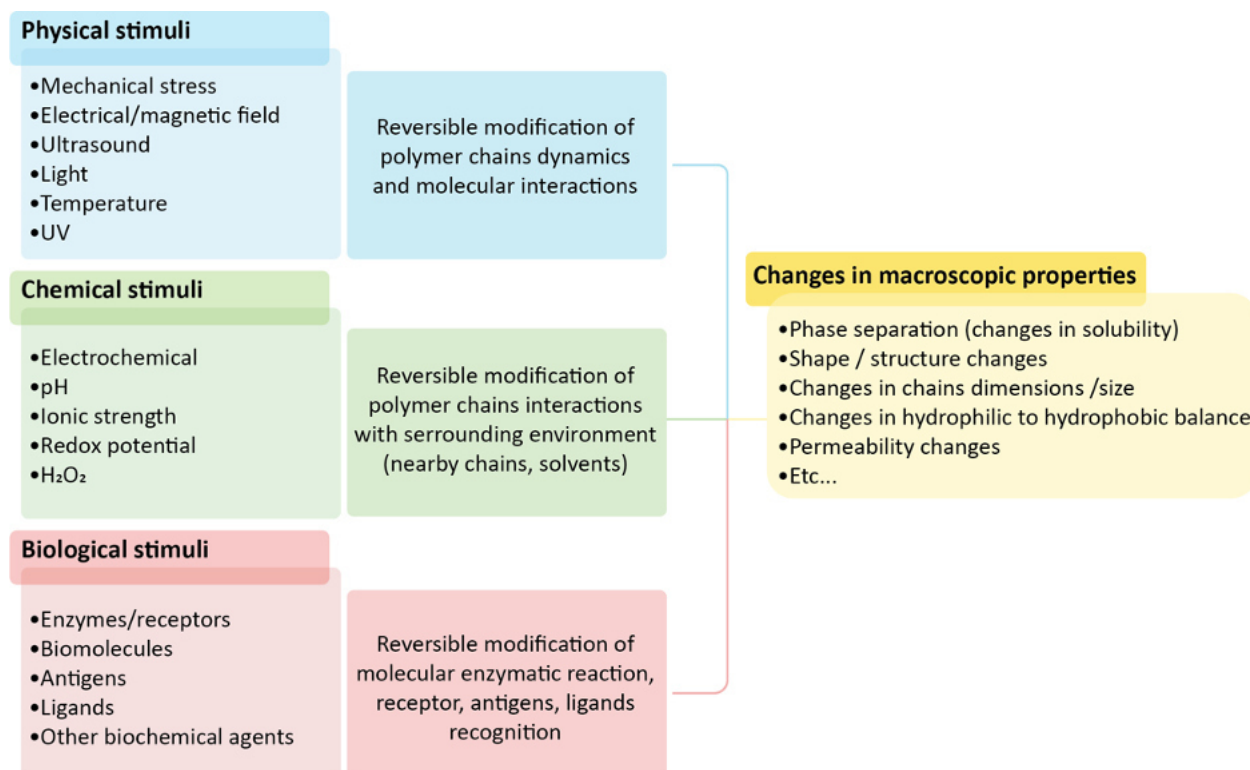 Physical stimuli
•Mechanical stress
•Electrical/magnetic field
•Ultrasound
•Light
•Temperature
•UV
Reversible modification of
polymer chains dynamics
and molecular interactions
Chemical stimuli
•Electrochemical
•pH
•Ionic strength
•Redox potential
•H₂O₂
Reversible modification of
polymer chains interactions
with serrounding environment
(nearby chains, solvents)
Biological stimuli
•Enzymes/receptors
•Biomolecules
•Antigens
•Ligands
•Other biochemical agents
Reversible modification of
molecular enzymatic reaction,
receptor, antigens, ligands
recognition
Changes in macroscopic properties
•Phase separation (changes in solubility)
•Shape / structure changes
•Changes in chains dimensions /size
•Changes in hydrophilic to hydrophobic balance
•Permeability changes
•Etc...